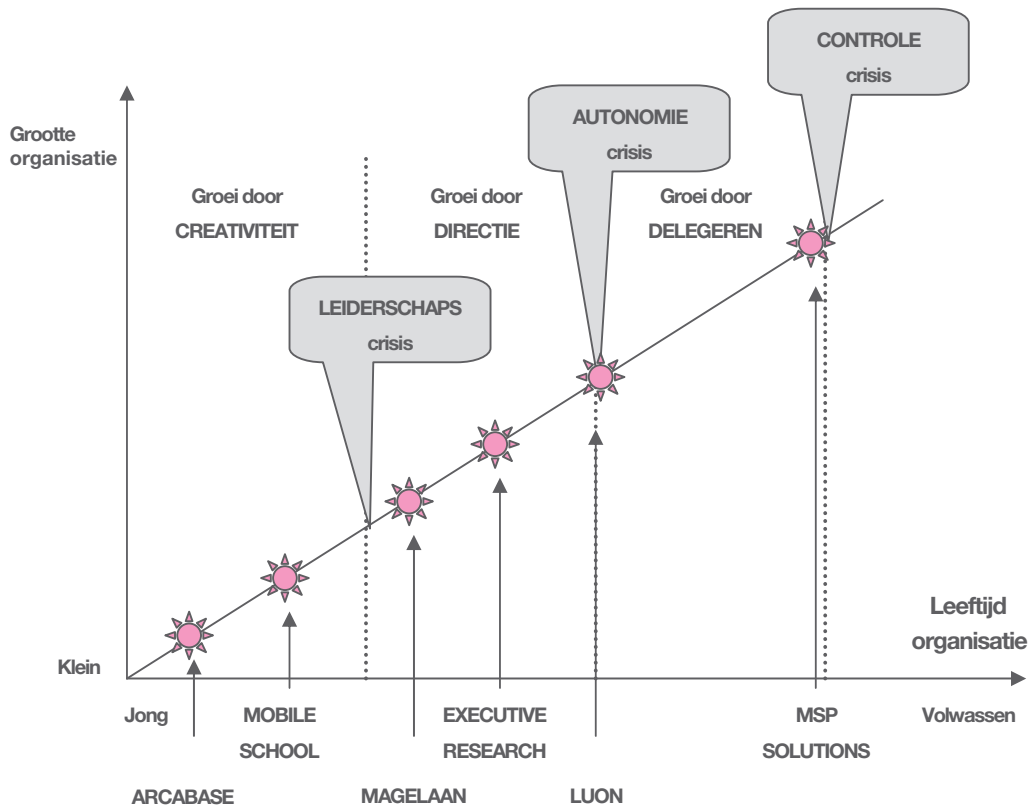 CONTROLE
crisis
AUTONOMIE
crisis
Grootte
organisatie
Groei door
CREATIVITEIT
Groei door
DIRECTIE
Groei door
DELEGEREN
LEIDERSCHAPS
crisis
Leeftijd
organisatie
Klein
Jong
MOBILE
SCHOOL
EXECUTIVE
RESEARCH
MSP
SOLUTIONS
Volwassen
ARCABASE
MAGELAAN
LUON